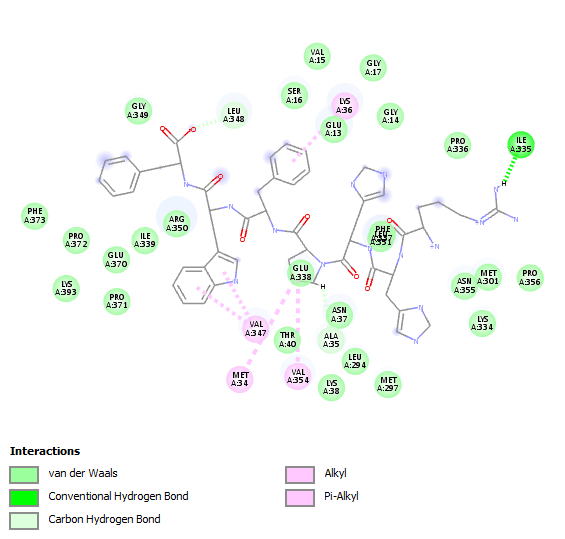 VAL
A:15
GLY
A:17
SER
A:16
LYS
A:36
GLY
A:349
LEU
A:348
GLU
A:13
GLY
A:14
PRO
A:336
ILE
A:335
H
O
O
N
O
N
N
N
O
N
O
N
N
N
O
N
O
N
N
N
N
N
O
N
O
N
N
N
H
PHE
A:373
ARG
A:350
PRO
A:372
ILE
A:339
GLU
A:370
PHE
A:351
LYS
A:393
PRO
A:371
GLU
A:338
ASN
A:355
MET
A:301
PRO
A:356
ASN
A:37
VAL
A:347
THR
A:40
ALA
A:35
LYS
A:334
LEU
A:294
MET
A:34
VAL
A:354
LYS
A:38
MET
A:297
Interactions
van der Waals
Conventional Hydrogen Bond
Carbon Hydrogen Bond
Alkyl
Pi-Alkyl